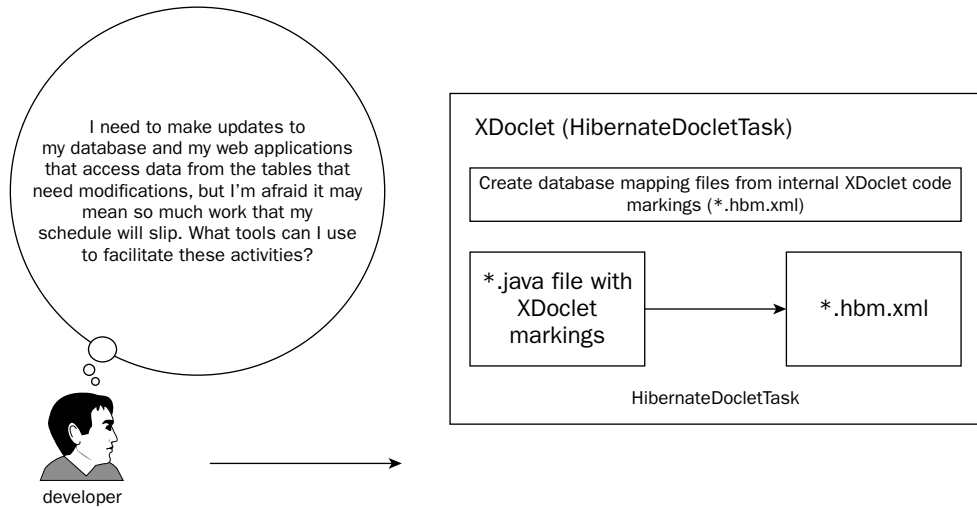 I need to make updates to
my database and my web applications
that access data from the tables that
need modifications, but I'm afraid it may
mean so much work that my
schedule will slip. What tools can I use
to facilitate these activities?
developer
XDoclet (HibernateDocletTask)
Create database mapping files from internal XDoclet code
markings (*.hbm.xml)
*.java file with
XDoclet
markings
*.hbm.xml
HibernateDocletTask